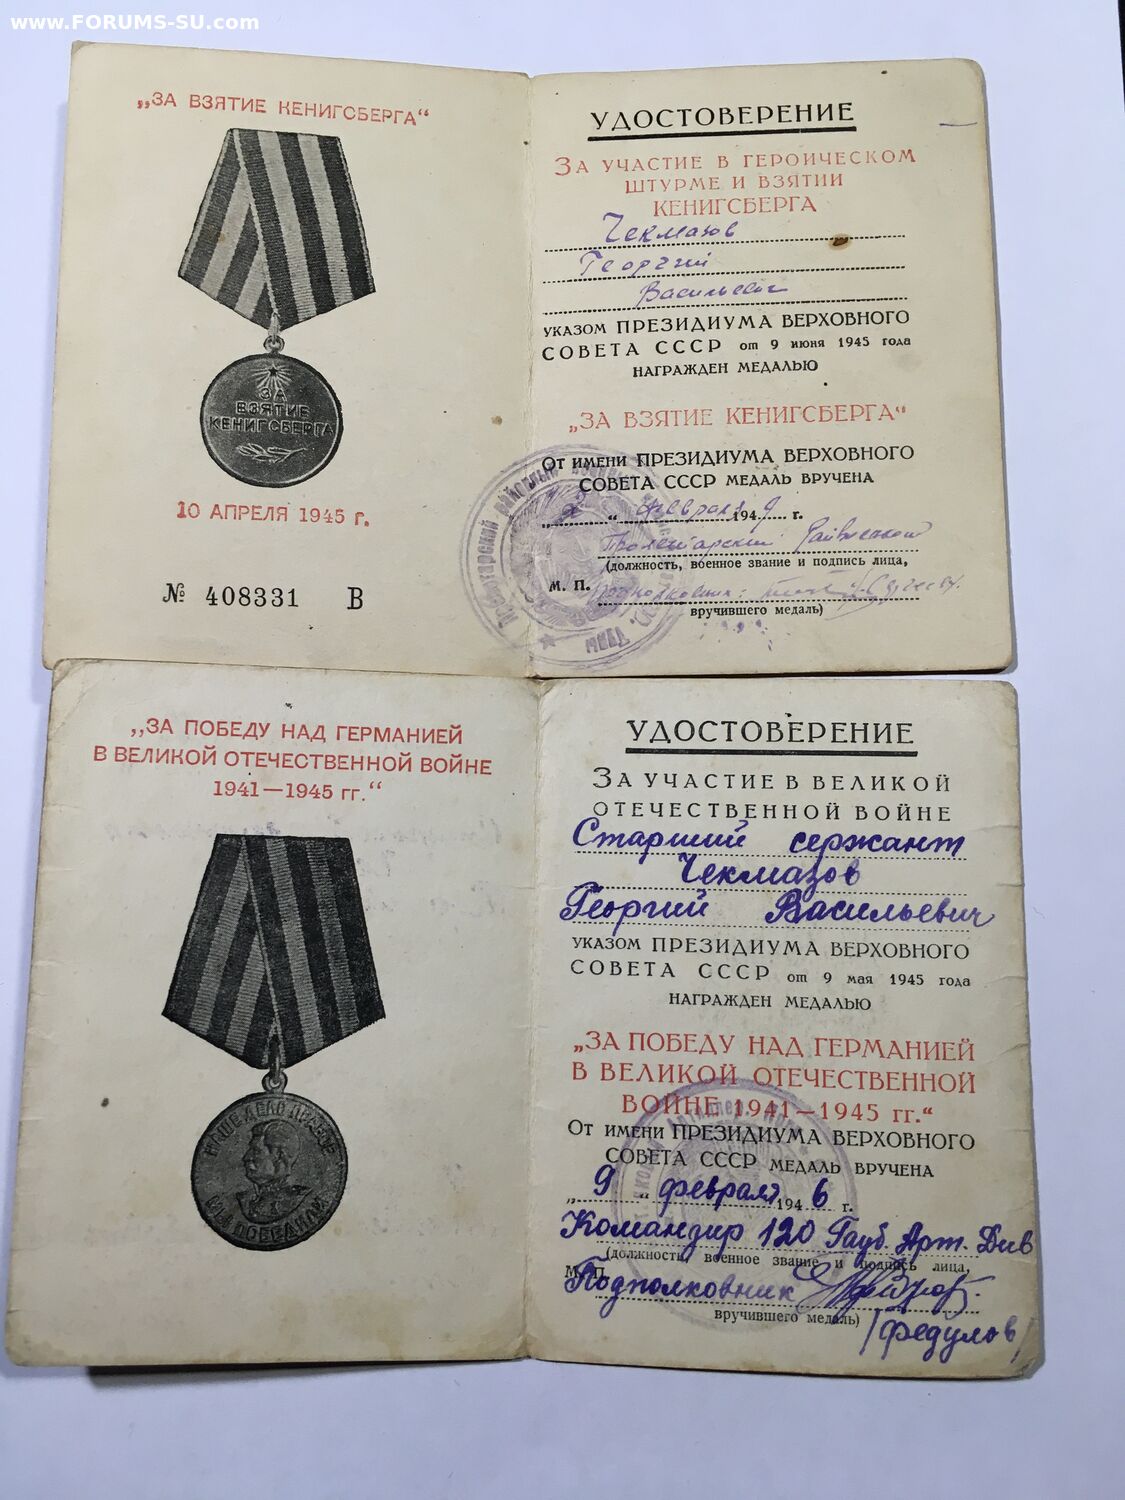 www.FORUMS-SU.com
„ЗА ВЗЯТИЕ КЕНИГСБЕРГА“
ЗА
ВЗЯТИЕ
КЕНИГСБЕРГА
10 АПРЕЛЯ 1945 г.
№ 408331 В
УДОСТОВЕРЕНИЕ
ЗА УЧАСТИЕ В ГЕРОИЧЕСКОМ
ШТУРМЕ И ВЗЯТИИ
КЕНИГСБЕРГА
Чекмазов
Георгий
Васильевич
УКАЗОМ ПРЕЗИДИУМА ВЕРХОВНОГО
СОВЕТА СССР от 9 июня 1945 года
НАГРАЖДЕН МЕДАЛЬЮ
„ЗА ВЗЯТИЕ КЕНИГСБЕРГА“
От имени ПРЕЗИДИУМА ВЕРХОВНОГО
СОВЕТА СССР МЕДАЛЬ ВРУЧЕНА
„ “ февраля 1949 г.
Пролетарский Райвоенком
(должность, военное звание и подпись лица,
М. П.
вручившего медаль)
„ЗА ПОБЕДУ НАД ГЕРМАНИЕЙ
В ВЕЛИКОЙ ОТЕЧЕСТВЕННОЙ ВОЙНЕ
1941—1945 гг.“
НАШЕ ДЕЛО ПРАВОЕ
МЫ ПОБЕДИЛИ
УДОСТОВЕРЕНИЕ
ЗА УЧАСТИЕ В ВЕЛИКОЙ
ОТЕЧЕСТВЕННОЙ ВОЙНЕ
Старший сержант
Чекмазов
Георгий Васильевич
УКАЗОМ ПРЕЗИДИУМА ВЕРХОВНОГО
СОВЕТА СССР от 9 мая 1945 года
НАГРАЖДЕН МЕДАЛЬЮ
„ЗА ПОБЕДУ НАД ГЕРМАНИЕЙ
В ВЕЛИКОЙ ОТЕЧЕСТВЕННОЙ
ВОЙНЕ 1941—1945 гг.“
От имени ПРЕЗИДИУМА ВЕРХОВНОГО
СОВЕТА СССР МЕДАЛЬ ВРУЧЕНА
„9“ февраля 1946 г.
Командир 120 Гауб. Арт. Див
(должность, военное звание и подпись лица,
М. П.
Подполковник
вручившего медаль)
/Федулов/